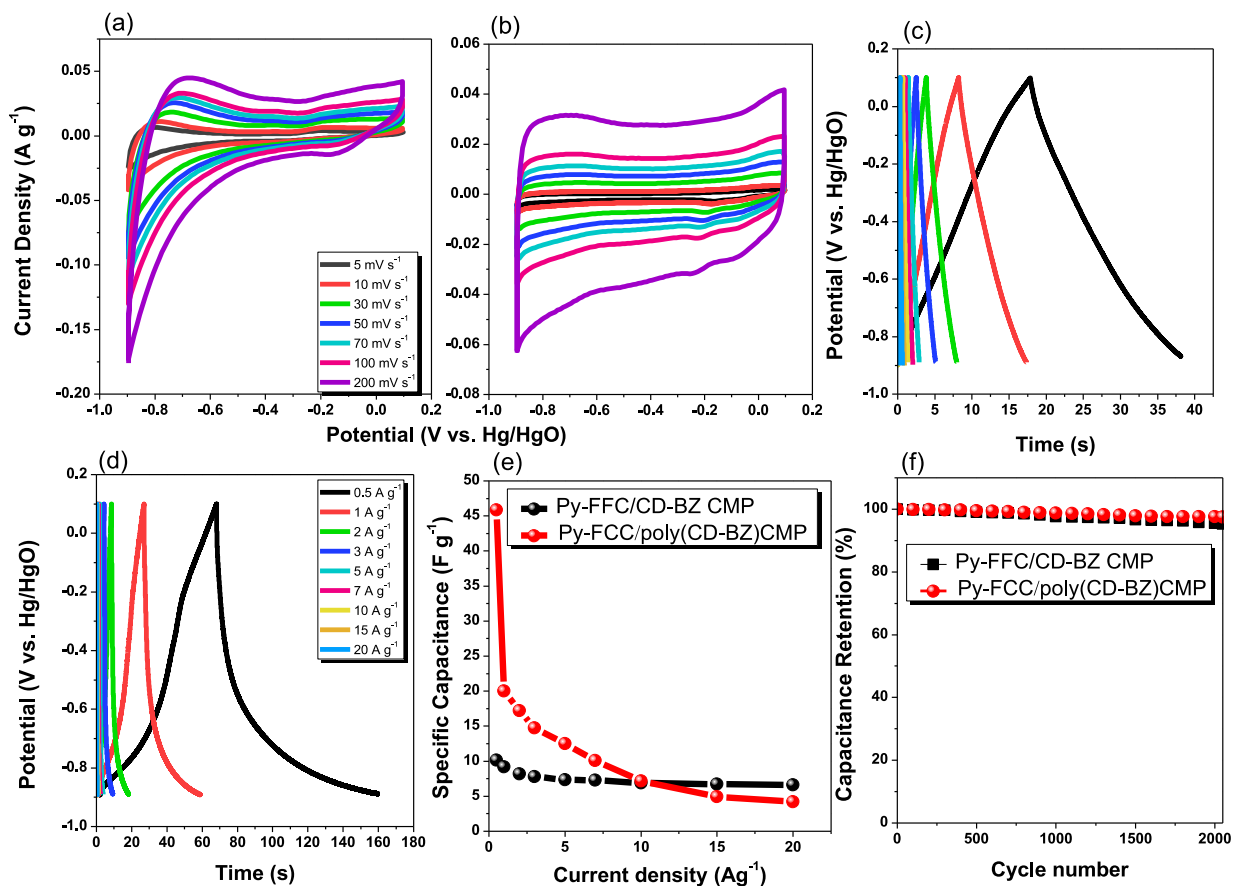 (a)
Current Density (A g⁻¹)
0.05
0.00
-0.05
-0.10
-0.15
-0.20
-1.0 -0.8 -0.6 -0.4 -0.2 0.0 0.2
5 mV s⁻¹
10 mV s⁻¹
30 mV s⁻¹
50 mV s⁻¹
70 mV s⁻¹
100 mV s⁻¹
200 mV s⁻¹
(b)
0.06
0.04
0.02
0.00
-0.02
-0.04
-0.06
-0.08
-1.0 -0.8 -0.6 -0.4 -0.2 0.0 0.2
Potential (V vs. Hg/HgO)
(c)
Potential (V vs. Hg/HgO)
0.2
0.0
-0.2
-0.4
-0.6
-0.8
-1.0
0 5 10 15 20 25 30 35 40
Time (s)
(d)
Potential (V vs. Hg/HgO)
0.2
0.0
-0.2
-0.4
-0.6
-0.8
-1.0
0 20 40 60 80 100 120 140 160 180
Time (s)
0.5 A g⁻¹
1 A g⁻¹
2 A g⁻¹
3 A g⁻¹
5 A g⁻¹
7 A g⁻¹
10 A g⁻¹
15 A g⁻¹
20 A g⁻¹
(e)
Specific Capacitance (F g⁻¹)
50
45
40
35
30
25
20
15
10
5
0
0 5 10 15 20
Current density (Ag⁻¹)
Py-FFC/CD-BZ CMP
Py-FCC/poly(CD-BZ)CMP
(f)
Capacitance Retention (%)
120
100
80
60
40
20
0
0 500 1000 1500 2000
Cycle number
Py-FFC/CD-BZ CMP
Py-FCC/poly(CD-BZ)CMP